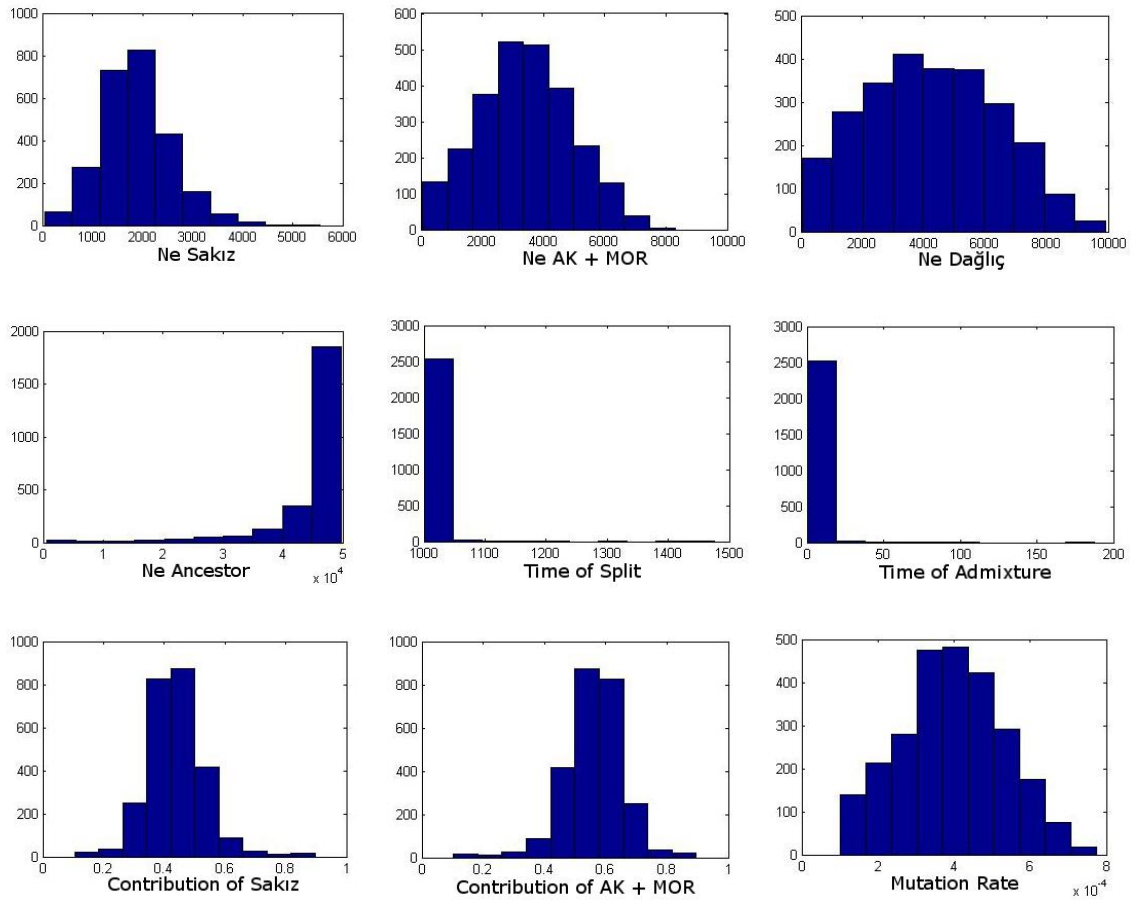 1000
800
600
400
200
0
0 1000 2000 3000 4000 5000 6000
Ne Sakız
600
500
400
300
200
100
0
0 2000 4000 6000 8000 10000
Ne AK + MOR
500
400
300
200
100
0
0 2000 4000 6000 8000 10000
Ne Dağlıç
2000
1500
1000
500
0
0 1 2 3 4 5
Ne Ancestor
x 10^4
3000
2500
2000
1500
1000
500
0
1000 1100 1200 1300 1400 1500
Time of Split
3000
2500
2000
1500
1000
500
0
0 50 100 150 200
Time of Admixture
1000
800
600
400
200
0
0 0.2 0.4 0.6 0.8 1
Contribution of Sakız
1000
800
600
400
200
0
0 0.2 0.4 0.6 0.8 1
Contribution of AK + MOR
500
400
300
200
100
0
0 2 4 6 8
Mutation Rate
x 10^-4